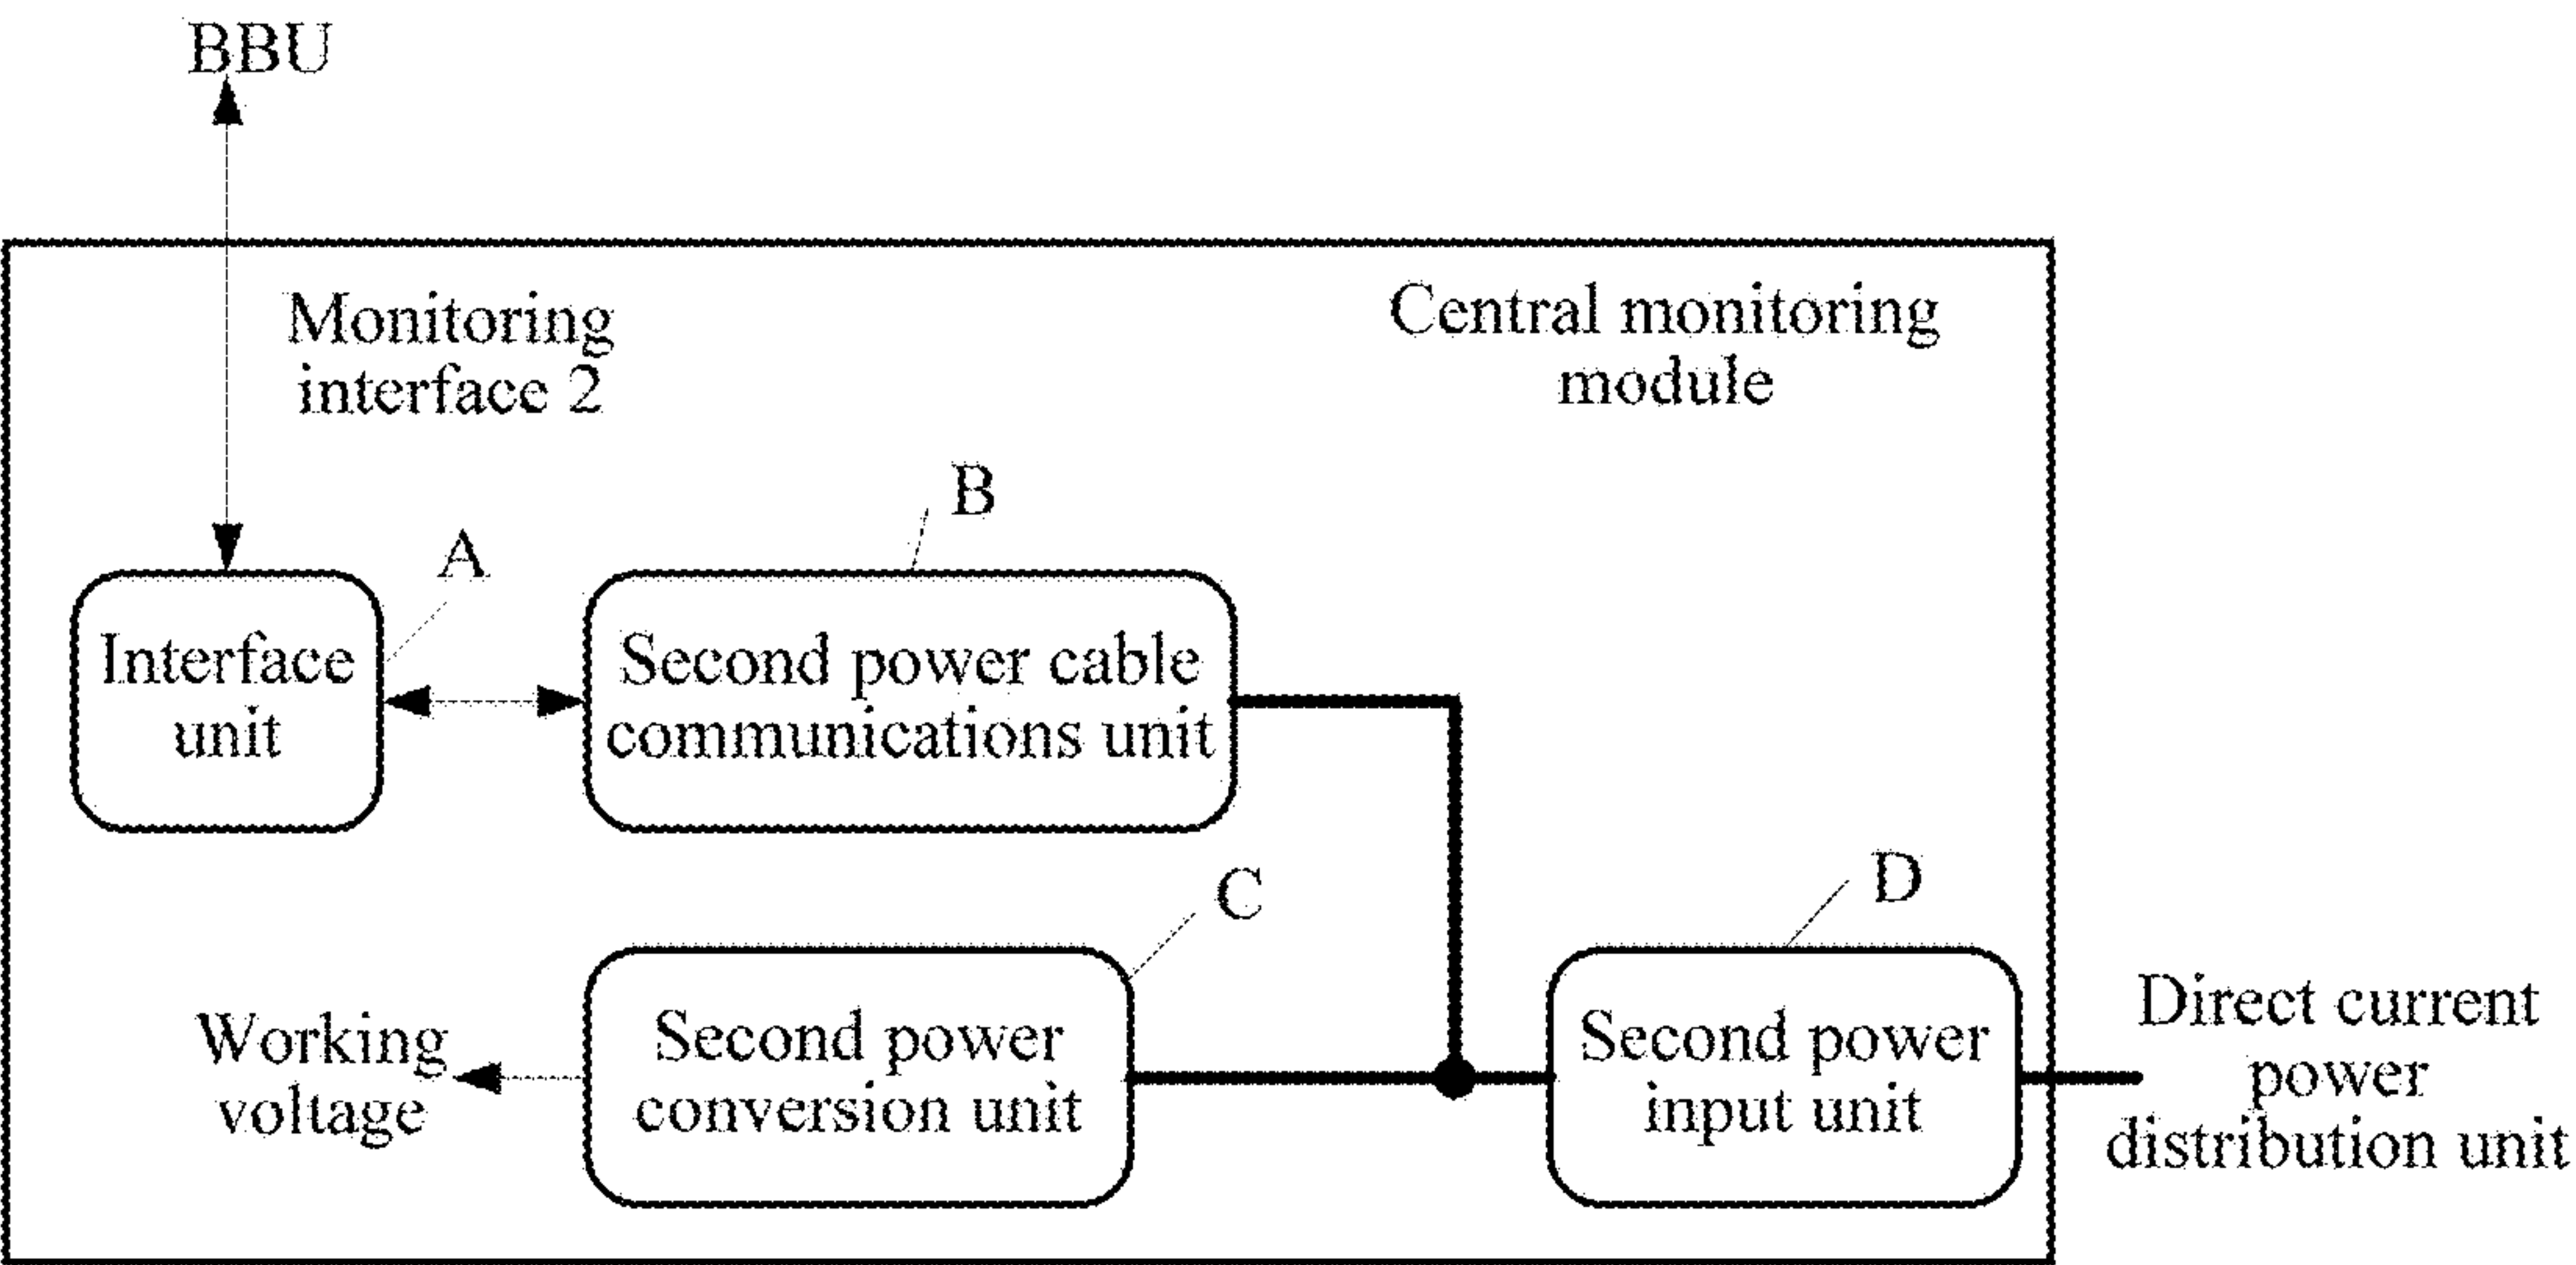 BBU
Monitoring
interface 2
Central monitoring
module
A
B
Interface
unit
Second power cable
communications unit
C
D
Working
voltage
Second power
conversion unit
Second power
input unit
Direct current
power
distribution unit